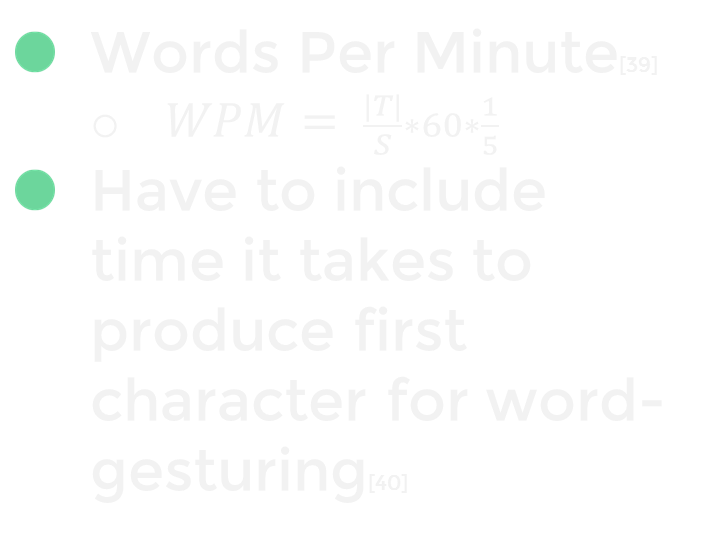 Words Per Minute[39]
WPM = |T|/S*60*1/5
Have to include
time it takes to
produce first
character for word-
gesturing[40]